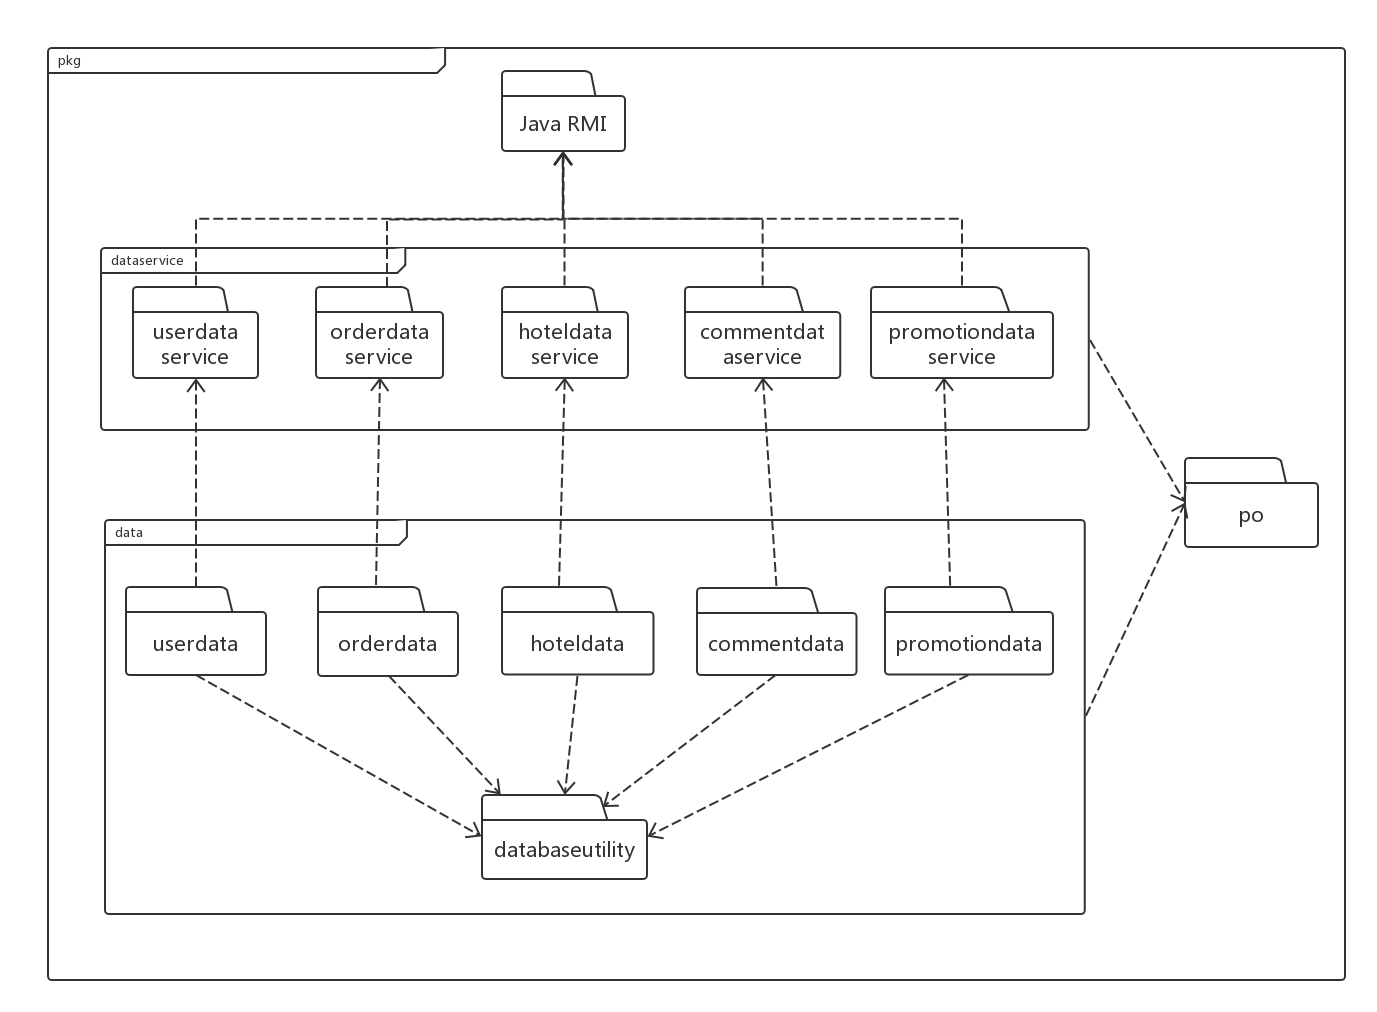 pkg
Java RMI
dataservice
userdata
service
orderdata
service
hoteldata
service
commentdat
aservice
promotiondata
service
po
data
userdata
orderdata
hoteldata
commentdata
promotiondata
databaseutility